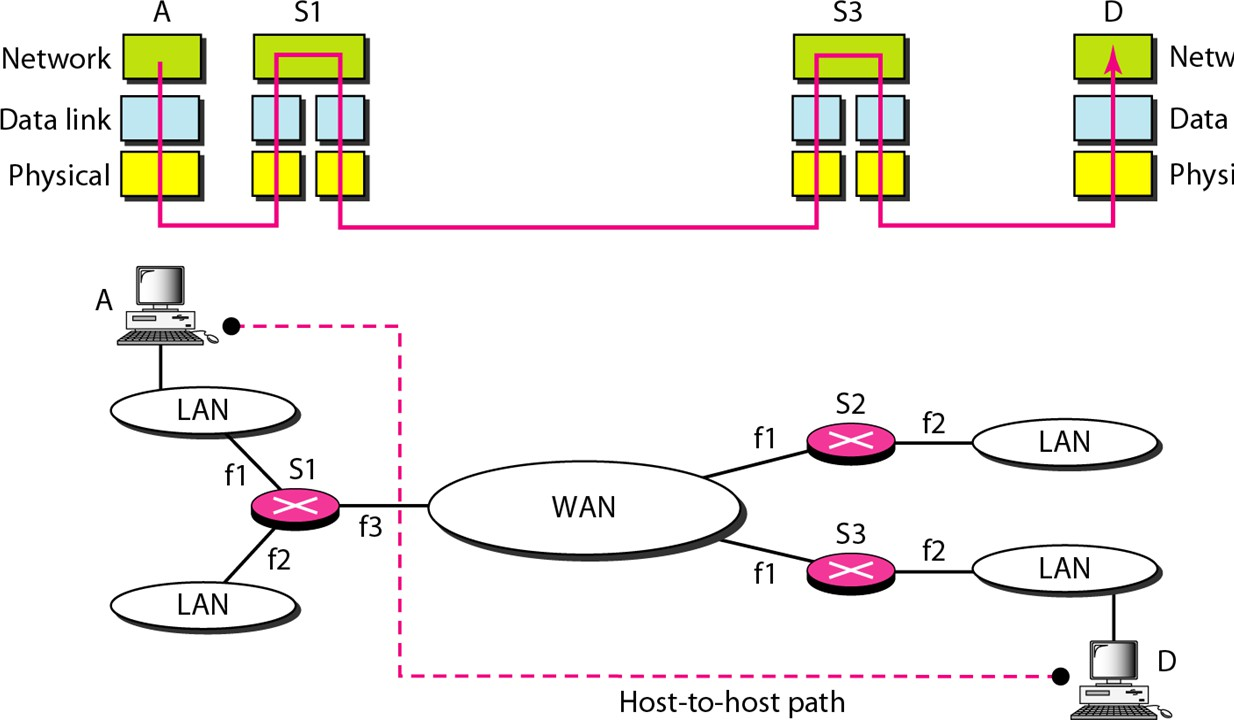 A S1 S3 D
Network Netw
Data link Data
Physical Physi
A
LAN
S2
f1 f2 LAN
f1 S1
WAN
f3
S3
f2 f2 LAN
f1
LAN
D
Host-to-host path